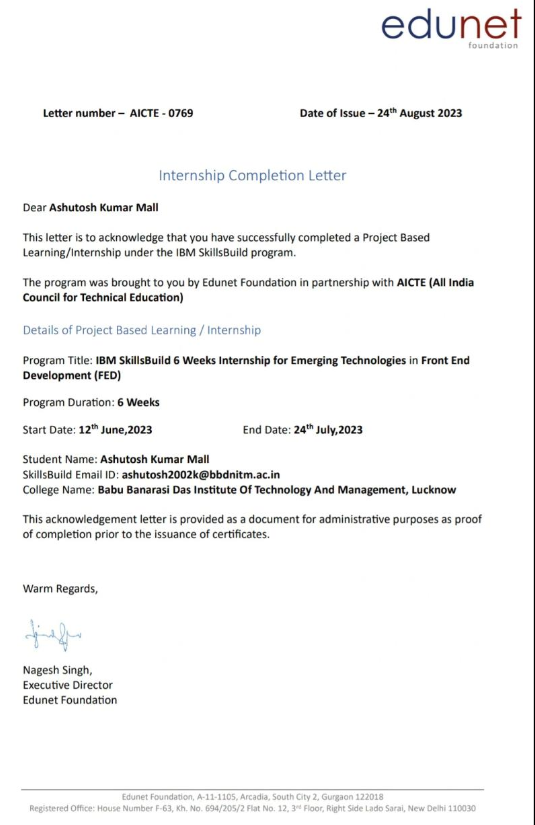 edunet
foundation
Letter number – AICTE - 0769 Date of Issue – 24th August 2023
Internship Completion Letter
Dear Ashutosh Kumar Mall
This letter is to acknowledge that you have successfully completed a Project Based
Learning/Internship under the IBM SkillsBuild program.
The program was brought to you by Edunet Foundation in partnership with AICTE (All India
Council for Technical Education)
Details of Project Based Learning / Internship
Program Title: IBM SkillsBuild 6 Weeks Internship for Emerging Technologies in Front End
Development (FED)
Program Duration: 6 Weeks
Start Date: 12th June,2023 End Date: 24th July,2023
Student Name: Ashutosh Kumar Mall
SkillsBuild Email ID: ashutosh2002k@bbdnitm.ac.in
College Name: Babu Banarasi Das Institute Of Technology And Management, Lucknow
This acknowledgement letter is provided as a document for administrative purposes as proof
of completion prior to the issuance of certificates.
Warm Regards,
Nagesh Singh,
Executive Director
Edunet Foundation
Edunet Foundation, A-11-1105, Arcadia, South City 2, Gurgaon 122018
Registered Office: House Number F-63, Kh. No. 694/205/2 Flat No. 12, 3rd Floor, Right Side Lado Sarai, New Delhi 110030